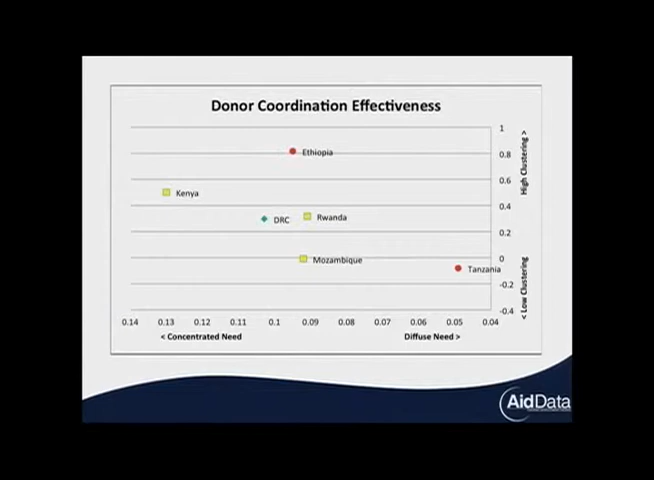 Donor Coordination Effectiveness
1
Ethiopia
0.8
High Clustering >
0.6
Kenya
0.4
DRC
Rwanda
0.2
Mozambique
0
Tanzania
-0.2
< Low Clustering
-0.4
0.14 0.13 0.12 0.11 0.1 0.09 0.08 0.07 0.06 0.05 0.04
< Concentrated Need
Diffuse Need >
AidData